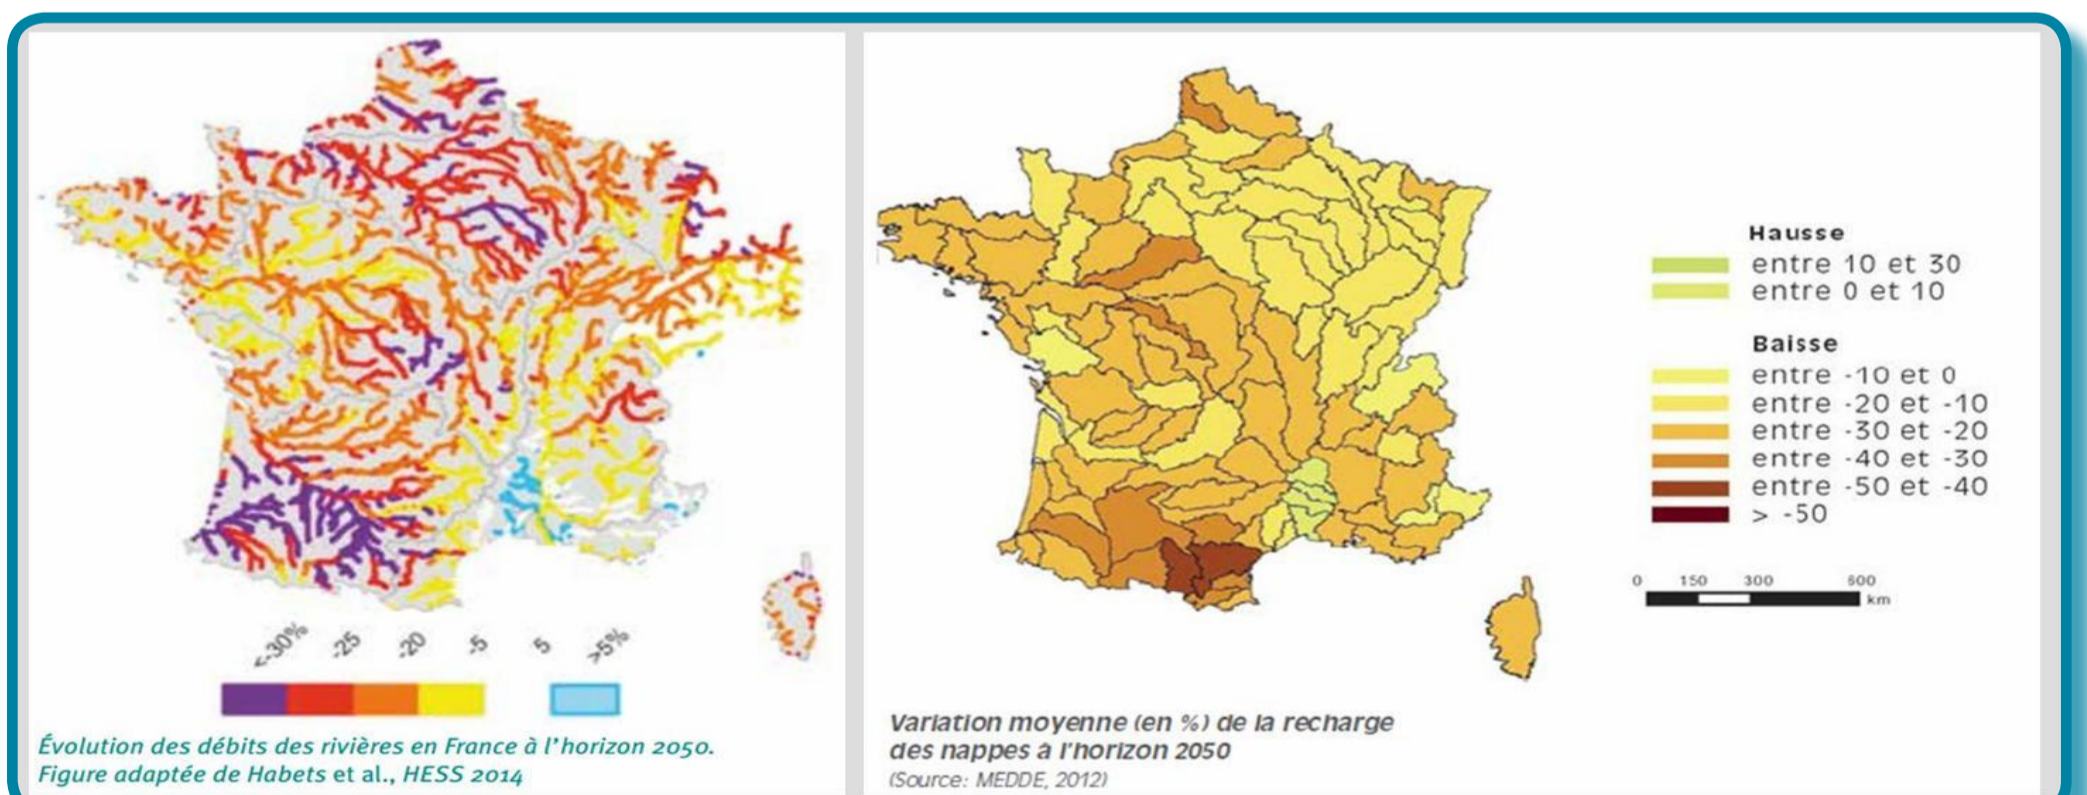 <-30%
-25
-20
-5
5
>5%
Évolution des débits des rivières en France à l'horizon 2050.
Figure adaptée de Habets et al., HESS 2014
Hausse
entre 10 et 30
entre 0 et 10
Baisse
entre -10 et 0
entre -20 et -10
entre -30 et -20
entre -40 et -30
entre -50 et -40
> -50
0 150 300 600
km
Variation moyenne (en %) de la recharge
des nappes à l'horizon 2050
(Source: MEDDE, 2012)